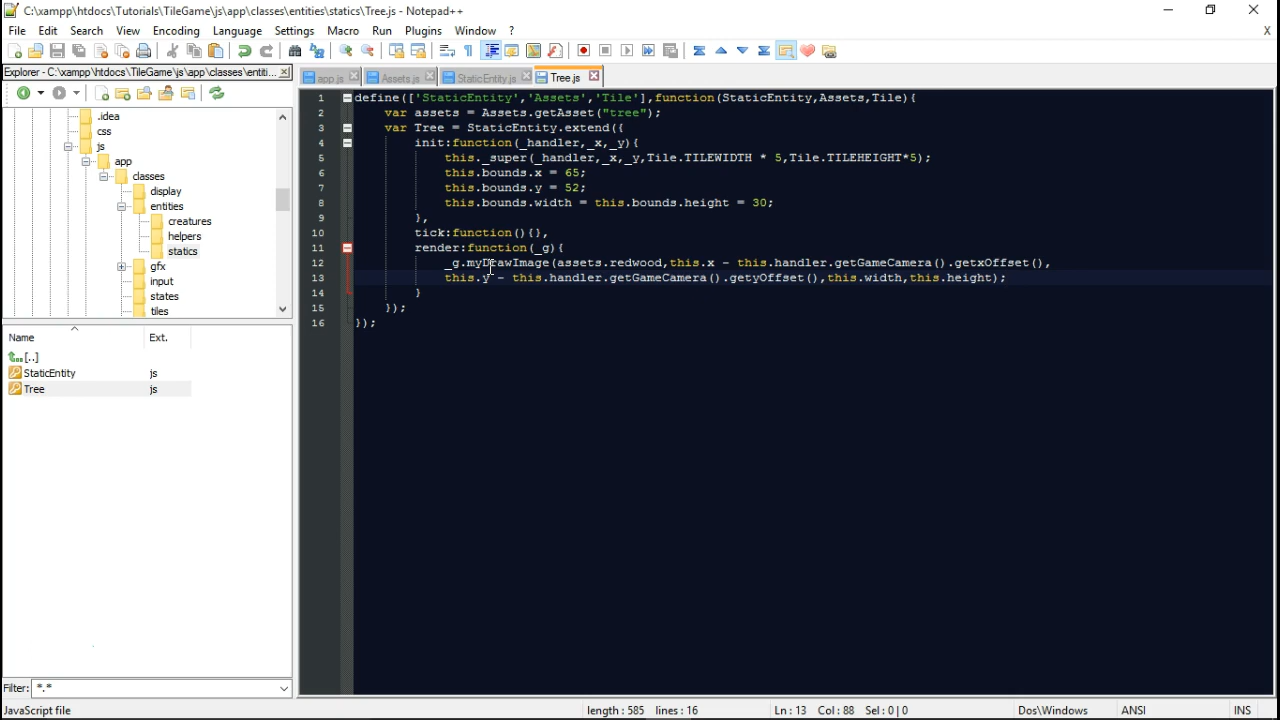 C:\xampp\htdocs\Tutorials\TileGame\js\app\classes\entities\statics\Tree.js - Notepad++
File Edit Search View Encoding Language Settings Macro Run Plugins Window ? X
Explorer - C:\xampp\htdocs\TileGame\js\app\classes\entiti...
app.js Assets.js StaticEntity.js Tree.js
.idea
css
js
app
classes
display
entities
creatures
helpers
statics
gfx
input
states
tiles
Name Ext.
[..]
StaticEntity js
Tree js
Filter: *.*
1 define(['StaticEntity','Assets','Tile'],function(StaticEntity,Assets,Tile){
2 var assets = Assets.getAsset("tree");
3 var Tree = StaticEntity.extend({
4 init:function(_handler,_x,_y){
5 this._super(_handler,_x,_y,Tile.TILEWIDTH * 5,Tile.TILEHEIGHT*5);
6 this.bounds.x = 65;
7 this.bounds.y = 52;
8 this.bounds.width = this.bounds.height = 30;
9 },
10 tick:function(){},
11 render:function(_g){
12 _g.myDrawImage(assets.redwood,this.x - this.handler.getGameCamera().getxOffset(),
13 this.y - this.handler.getGameCamera().getyOffset(),this.width,this.height);
14 }
15 });
16 });
JavaScript file length : 585 lines : 16 Ln : 13 Col : 88 Sel : 0 | 0 Dos\Windows ANSI INS